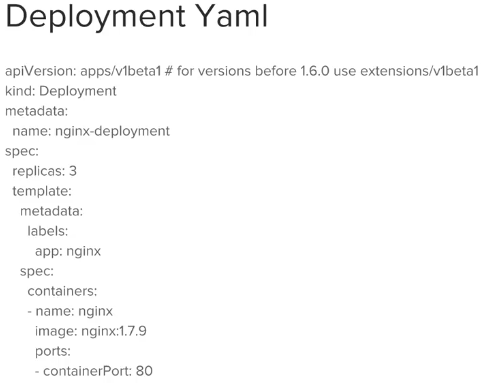 Deployment Yaml
apiVersion: apps/v1beta1 # for versions before 1.6.0 use extensions/v1beta1
kind: Deployment
metadata:
  name: nginx-deployment
spec:
  replicas: 3
  template:
    metadata:
      labels:
        app: nginx
    spec:
      containers:
      - name: nginx
        image: nginx:1.7.9
        ports:
        - containerPort: 80